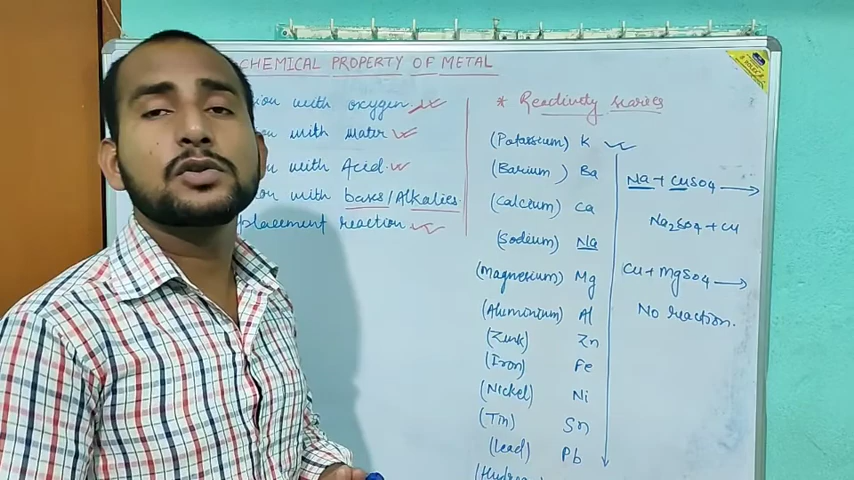 CHEMICAL PROPERTY OF METAL
with oxygen
with water
with Acid
with bases/Alkalies.
reaction
* Reactivity searies
(Potassium) K
(Barium) Ba
(Calcium) Ca
(Sodium) Na
(Magnesium) Mg
(Aluminium) Al
(Zink) Zn
(Iron) Fe
(Nickel) Ni
(Tin) Sn
(Lead) Pb
Na + CuSO4 →
Na2SO4 + Cu
Cu + MgSO4 →
No reaction.